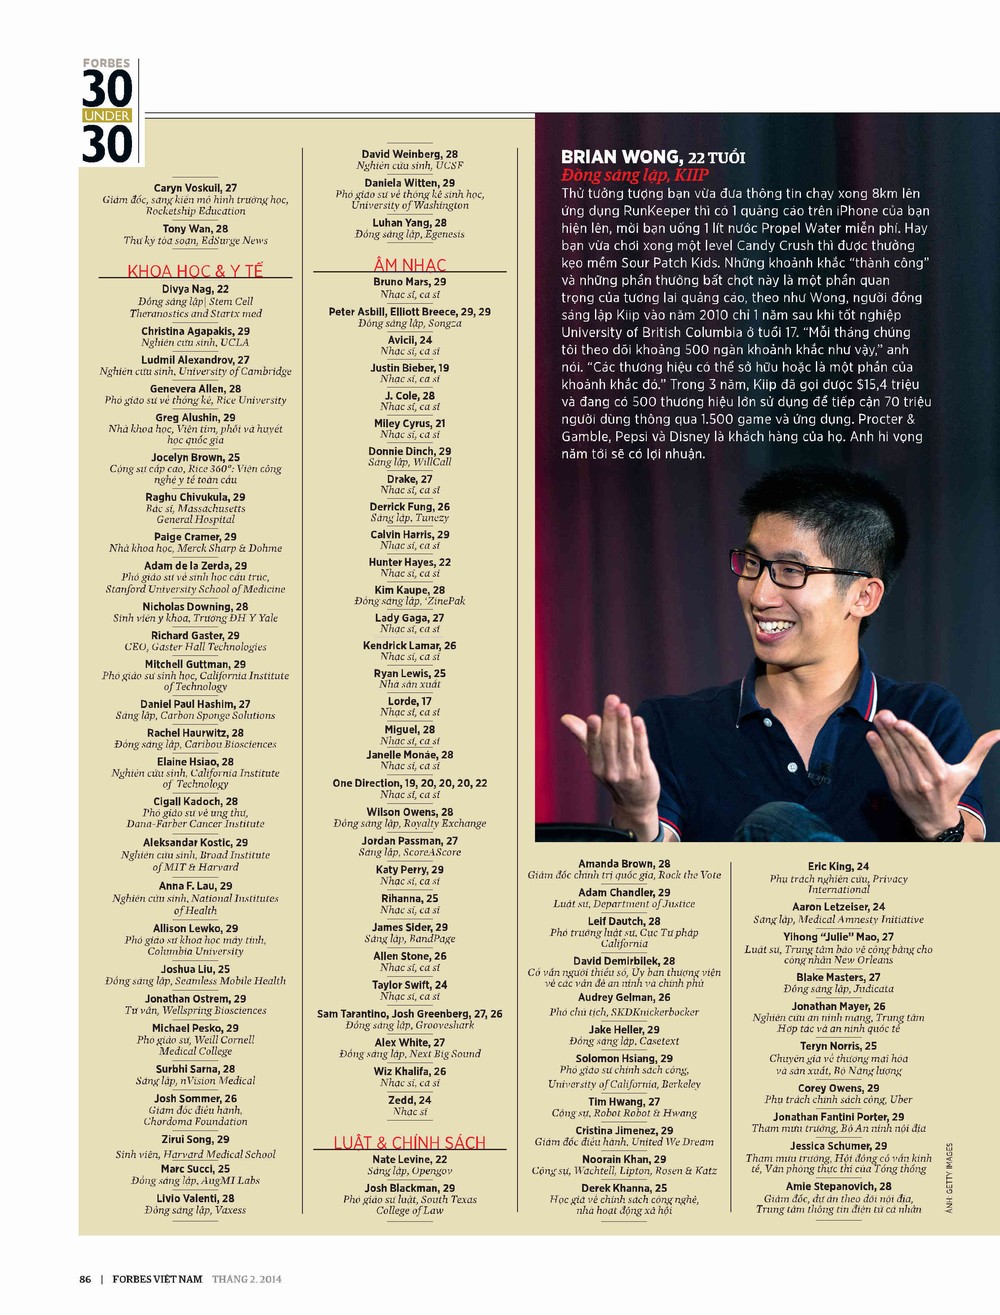 FORBES
30
UNDER
30
Caryn Voskuil, 27
Giám đốc, sáng kiến mô hình trường học,
Rocketship Education
Tony Wan, 28
Thư ký tòa soạn, EdSurge News
KHOA HỌC & Y TẾ
Divya Nag, 22
Đồng sáng lập| Stem Cell
Theranostics and Startx med
Christina Agapakis, 29
Nghiên cứu sinh, UCLA
Ludmil Alexandrov, 27
Nghiên cứu sinh, University of Cambridge
Genevera Allen, 28
Phó giáo sư về thống kê, Rice University
Greg Alushin, 29
Nhà khoa học, Viện tim, phổi và huyết
học quốc gia
Jocelyn Brown, 25
Cộng sự cấp cao, Rice 360º: Viện công
nghệ y tế toàn cầu
Raghu Chivukula, 29
Bác sĩ, Massachusetts
General Hospital
Paige Cramer, 29
Nhà khoa học, Merck Sharp & Dohme
Adam de la Zerda, 29
Phó giáo sư về sinh học cấu trúc,
Stanford University School of Medicine
Nicholas Downing, 28
Sinh viên y khoa, Trường ĐH Y Yale
Richard Gaster, 29
CEO, Gaster Hall Technologies
Mitchell Guttman, 29
Phó giáo sư sinh học, California Institute
of Technology
Daniel Paul Hashim, 27
Sáng lập, Carbon Sponge Solutions
Rachel Haurwitz, 28
Đồng sáng lập, Caribou Biosciences
Elaine Hsiao, 28
Nghiên cứu sinh, California Institute
of Technology
Cigall Kadoch, 28
Phó giáo sư về ung thư,
Dana-Farber Cancer Institute
Aleksandar Kostic, 29
Nghiên cứu sinh, Broad Institute
of MIT & Harvard
Anna F. Lau, 29
Nghiên cứu sinh, National Institutes
of Health
Allison Lewko, 29
Phó giáo sư khoa học máy tính,
Columbia University
Joshua Liu, 25
Đồng sáng lập, Seamless Mobile Health
Jonathan Ostrem, 29
Tư vấn, Wellspring Biosciences
Michael Pesko, 29
Phó giáo sư, Weill Cornell
Medical College
Surbhi Sarna, 28
Sáng lập, nVision Medical
Josh Sommer, 26
Giám đốc điều hành,
Chordoma Foundation
Zirui Song, 29
Sinh viên, Harvard Medical School
Marc Succi, 25
Đồng sáng lập, AugMI Labs
Livio Valenti, 28
Đồng sáng lập, Vaxess
David Weinberg, 28
Nghiên cứu sinh, UCSF
Daniela Witten, 29
Phó giáo sư về thống kê sinh học,
University of Washington
Luhan Yang, 28
Đồng sáng lập, Egenesis
ÂM NHẠC
Bruno Mars, 29
Nhạc sĩ, ca sĩ
Peter Asbill, Elliott Breece, 29, 29
Đồng sáng lập, Songza
Avicii, 24
Nhạc sĩ, ca sĩ
Justin Bieber, 19
Nhạc sĩ, ca sĩ
J. Cole, 28
Nhạc sĩ, ca sĩ
Miley Cyrus, 21
Nhạc sĩ, ca sĩ
Donnie Dinch, 29
Sáng lập, WillCall
Drake, 27
Nhạc sĩ, ca sĩ
Derrick Fung, 26
Sáng lập, Tunezy
Calvin Harris, 29
Nhạc sĩ, ca sĩ
Hunter Hayes, 22
Nhạc sĩ, ca sĩ
Kim Kaupe, 28
Đồng sáng lập, ‘ZinePak
Lady Gaga, 27
Nhạc sĩ, ca sĩ
Kendrick Lamar, 26
Nhạc sĩ, ca sĩ
Ryan Lewis, 25
Nhà sản xuất
Lorde, 17
Nhạc sĩ, ca sĩ
Miguel, 28
Nhạc sĩ, ca sĩ
Janelle Monáe, 28
Nhạc sĩ, ca sĩ
One Direction, 19, 20, 20, 20, 22
Nhạc sĩ, ca sĩ
Wilson Owens, 28
Đồng sáng lập, Royalty Exchange
Jordan Passman, 27
Sáng lập, ScoreAScore
Katy Perry, 29
Nhạc sĩ, ca sĩ
Rihanna, 25
Nhạc sĩ, ca sĩ
James Sider, 29
Sáng lập, BandPage
Allen Stone, 26
Nhạc sĩ, ca sĩ
Taylor Swift, 24
Nhạc sĩ, ca sĩ
Sam Tarantino, Josh Greenberg, 27, 26
Đồng sáng lập, Grooveshark
Alex White, 27
Đồng sáng lập, Next Big Sound
Wiz Khalifa, 26
Nhạc sĩ, ca sĩ
Zedd, 24
Nhạc sĩ
LUẬT & CHÍNH SÁCH
Nate Levine, 22
Sáng lập, Opengov
Josh Blackman, 29
Phó giáo sư luật, South Texas
College of Law
BRIAN WONG, 22 TUỔI
Đồng sáng lập, KIIP
Thử tưởng tượng bạn vừa đưa thông tin chạy xong 8km lên
ứng dụng RunKeeper thì có 1 quảng cáo trên iPhone của bạn
hiện lên, mời bạn uống 1 lít nước Propel Water miễn phí. Hay
bạn vừa chơi xong một level Candy Crush thì được thưởng
kẹo mềm Sour Patch Kids. Những khoảnh khắc “thành công”
và những phần thưởng bất chợt này là một phần quan
trọng của tương lai quảng cáo, theo như Wong, người đồng
sáng lập Kiip vào năm 2010 chỉ 1 năm sau khi tốt nghiệp
University of British Columbia ở tuổi 17. “Mỗi tháng chúng
tôi theo dõi khoảng 500 ngàn khoảnh khắc như vậy,” anh
nói. “Các thương hiệu có thể sở hữu hoặc là một phần của
khoảnh khắc đó.” Trong 3 năm, Kiip đã gọi được $15,4 triệu
và đang có 500 thương hiệu lớn sử dụng để tiếp cận 70 triệu
người dùng thông qua 1.500 game và ứng dụng. Procter &
Gamble, Pepsi và Disney là khách hàng của họ. Anh hi vọng
năm tới sẽ có lợi nhuận.
Amanda Brown, 28
Giám đốc chính trị quốc gia, Rock the Vote
Adam Chandler, 29
Luật sư, Department of Justice
Leif Dautch, 28
Phó trưởng luật sư, Cục Tư pháp
California
David Demirbilek, 28
Cố vấn người thiểu số, Ủy ban thượng viện
về các vấn đề an ninh và chính phủ
Audrey Gelman, 26
Phó chủ tịch, SKDKnickerbocker
Jake Heller, 29
Đồng sáng lập, Casetext
Solomon Hsiang, 29
Phó giáo sư chính sách công,
University of California, Berkeley
Tim Hwang, 27
Cộng sự, Robot Robot & Hwang
Cristina Jimenez, 29
Giám đốc điều hành, United We Dream
Noorain Khan, 29
Cộng sự, Wachtell, Lipton, Rosen & Katz
Derek Khanna, 25
Học giả về chính sách công nghệ,
nhà hoạt động xã hội
Eric King, 24
Phụ trách nghiên cứu, Privacy
International
Aaron Letzeiser, 24
Sáng lập, Medical Amnesty Initiative
Yihong “Julie” Mao, 27
Luật sư, Trung tâm bảo vệ công bằng cho
công nhân New Orleans
Blake Masters, 27
Đồng sáng lập, Judicata
Jonathan Mayer, 26
Nghiên cứu an ninh mạng, Trung tâm
Hợp tác và an ninh quốc tế
Teryn Norris, 25
Chuyên gia về thương mại hóa
và sản xuất, Bộ Năng lượng
Corey Owens, 29
Phụ trách chính sách công, Uber
Jonathan Fantini Porter, 29
Tham mưu trưởng, Bộ An ninh nội địa
Jessica Schumer, 29
Tham mưu trưởng, Hội đồng cố vấn kinh
tế, Văn phòng thực thi của Tổng thống
Amie Stepanovich, 28
Giám đốc, dự án theo dõi nội địa,
Trung tâm thông tin điện tử cá nhân
ẢNH: GETTY IMAGES
86 | FORBES VIỆT NAM THÁNG 2. 2014